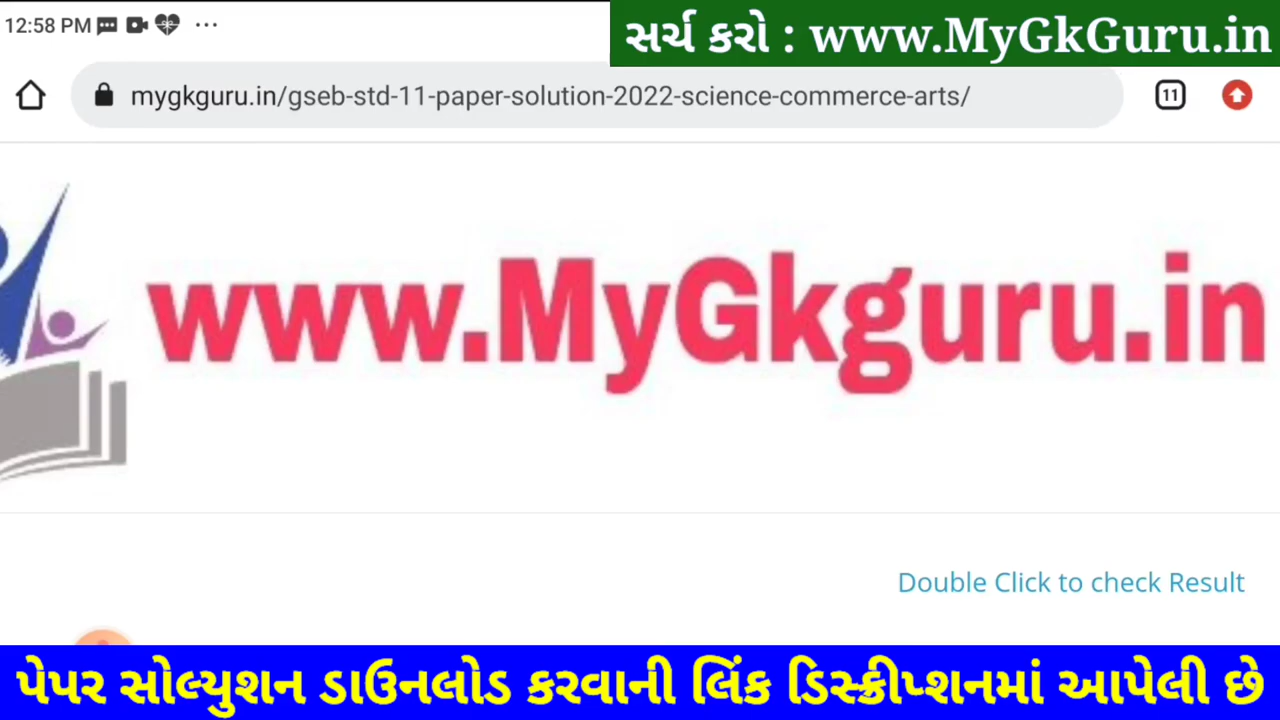 12:58 PM
સર્ચ કરો : www.MyGkGuru.in
mygkguru.in/gseb-std-11-paper-solution-2022-science-commerce-arts/
11
www.MyGkguru.in
Double Click to check Result
પેપર સોલ્યુશન ડાઉનલોડ કરવાની લિંક ડિસ્ક્રીપ્શનમાં આપેલી છે